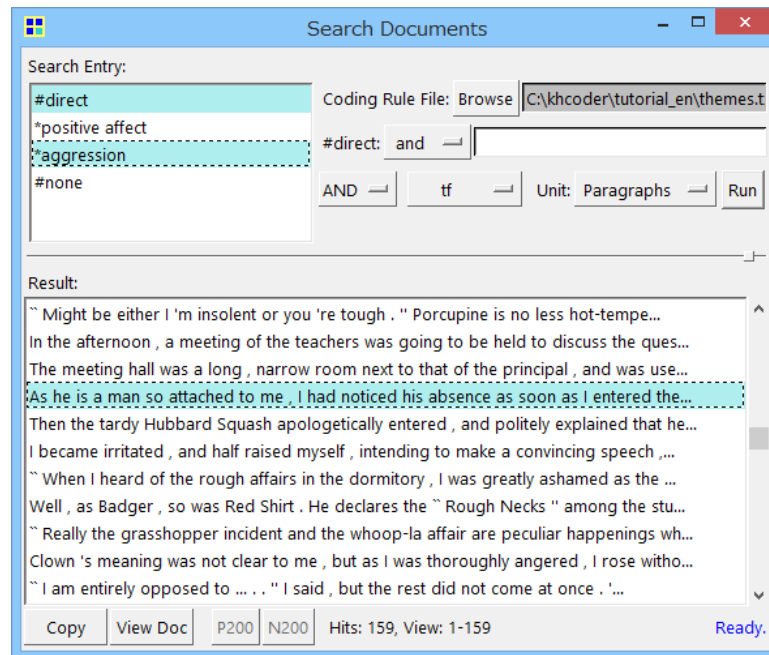 Search Documents
Search Entry:
#direct
*positive affect
*aggression
#none
Coding Rule File: Browse C:\khcoder\tutorial_en\themes.t
#direct: and
AND tf Unit: Paragraphs Run
Result:
`` Might be either I 'm insolent or you 're tough . '' Porcupine is no less hot-tempe...
In the afternoon , a meeting of the teachers was going to be held to discuss the ques...
The meeting hall was a long , narrow room next to that of the principal , and was use...
As he is a man so attached to me , I had noticed his absence as soon as I entered the...
Then the tardy Hubbard Squash apologetically entered , and politely explained that he...
I became irritated , and half raised myself , intending to make a convincing speech ,...
`` When I heard of the rough affairs in the dormitory , I was greatly ashamed as the ...
Well , as Badger , so was Red Shirt . He declares the `` Rough Necks '' among the stu...
`` Really the grasshopper incident and the whoop-la affair are peculiar happenings wh...
Clown 's meaning was not clear to me , but as I was thoroughly angered , I rose witho...
`` I am entirely opposed to ... . . '' I said , but the rest did not come at once . '...
Copy View Doc P200 N200 Hits: 159, View: 1-159 Ready.